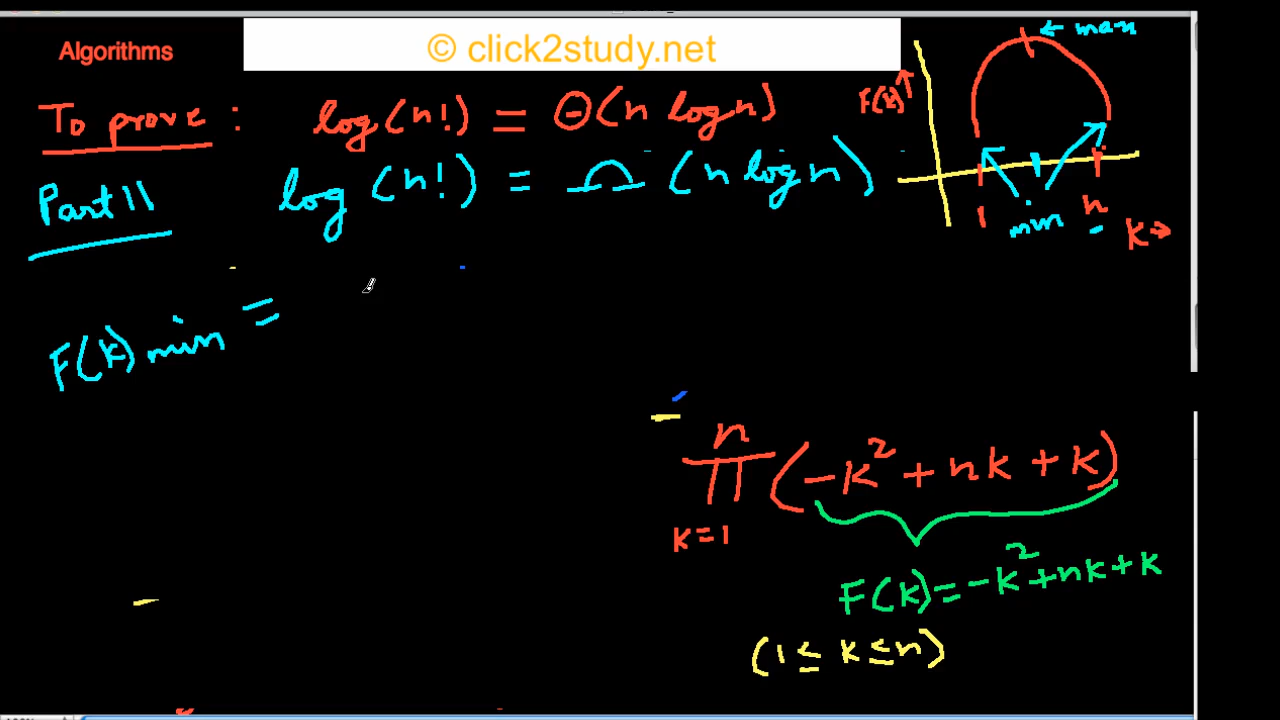 Algorithms
© click2study.net
To prove : log(n!) = Θ(n log n)
Part II log(n!) = Ω(n log n)
F(k) min =
← max
F(k) ↑
1 n
min
K →
n
∏ (-k² + nk + k)
k=1
F(k) = -k² + nk + k
(1 ≤ k ≤ n)